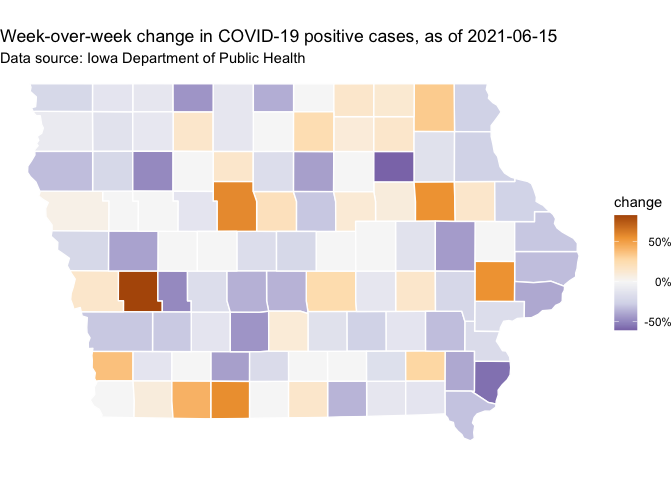 Week-over-week change in COVID-19 positive cases, as of 2021-06-15
Data source: Iowa Department of Public Health
change
50%
0%
-50%